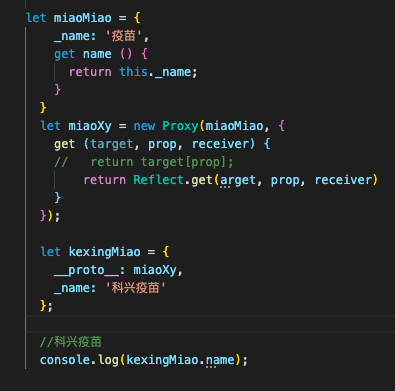 let miaoMiao = {
_name: '疫苗',
get name () {
return this._name;
}
}
let miaoXy = new Proxy(miaoMiao, {
get (target, prop, receiver) {
// return target[prop];
return Reflect.get(arget, prop, receiver)
}
});
let kexingMiao = {
__proto__: miaoXy,
_name: '科兴疫苗'
};
//科兴疫苗
console.log(kexingMiao.name);